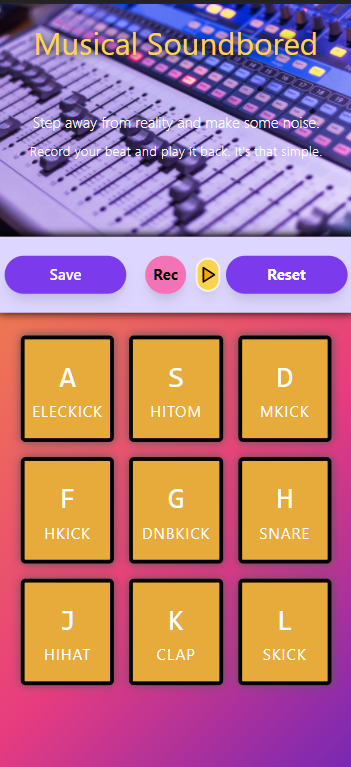 Musical Soundbored
Step away from reality and make some noise.
Record your beat and play it back. It's that simple.
Save Rec Reset
A S D
ELECKICK HITOM MKICK
F G H
HKICK DNBKICK SNARE
J K L
HIHAT CLAP SKICK